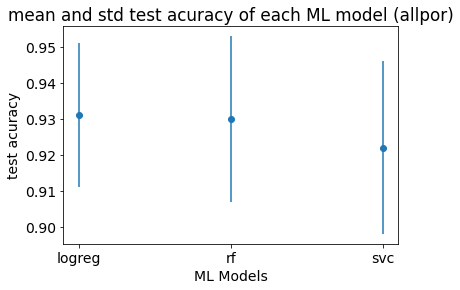 mean and std test acuracy of each ML model (allpor)
0.95
0.94
0.93
0.92
0.91
0.90
test acuracy
logreg rf svc
ML Models